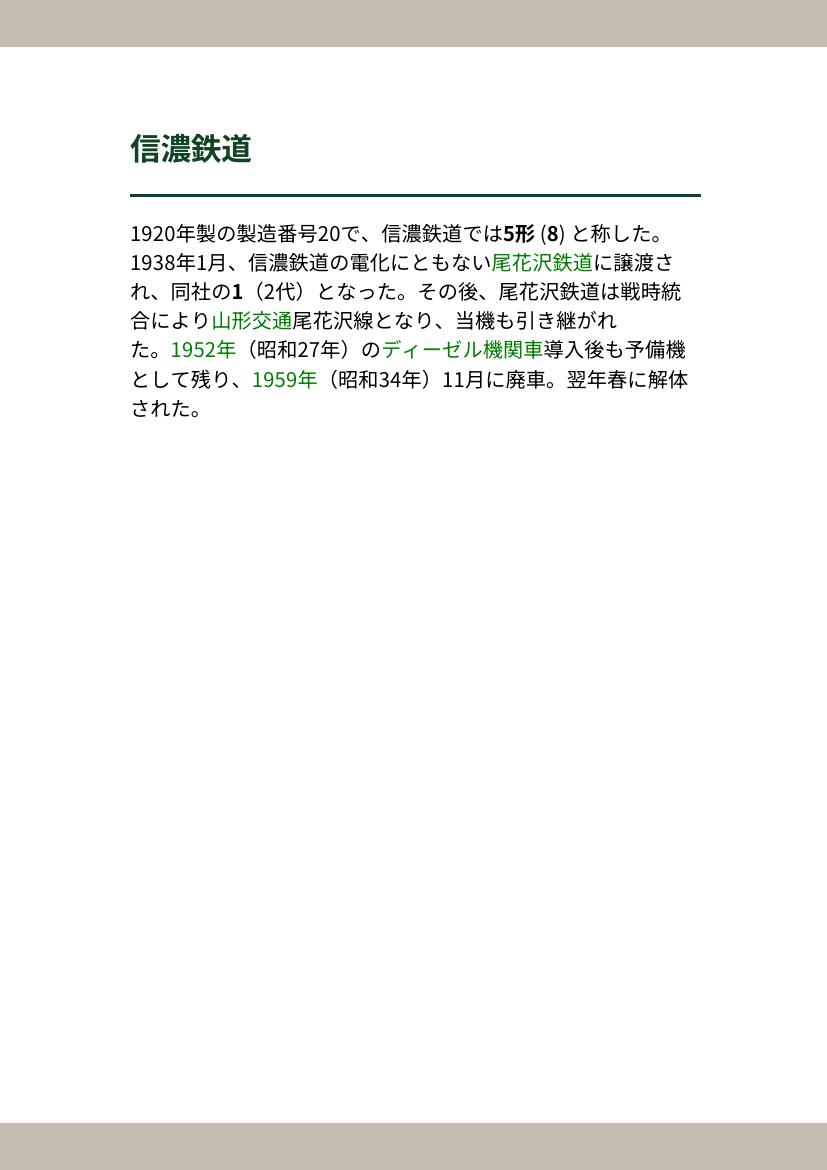 信濃鉄道
1920年製の製造番号20で、信濃鉄道では5形 (8) と称した。
1938年1月、信濃鉄道の電化にともない尾花沢鉄道に譲渡さ
れ、同社の1（2代）となった。その後、尾花沢鉄道は戦時統
合により山形交通尾花沢線となり、当機も引き継がれ
た。1952年（昭和27年）のディーゼル機関車導入後も予備機
として残り、1959年（昭和34年）11月に廃車。翌年春に解体
された。